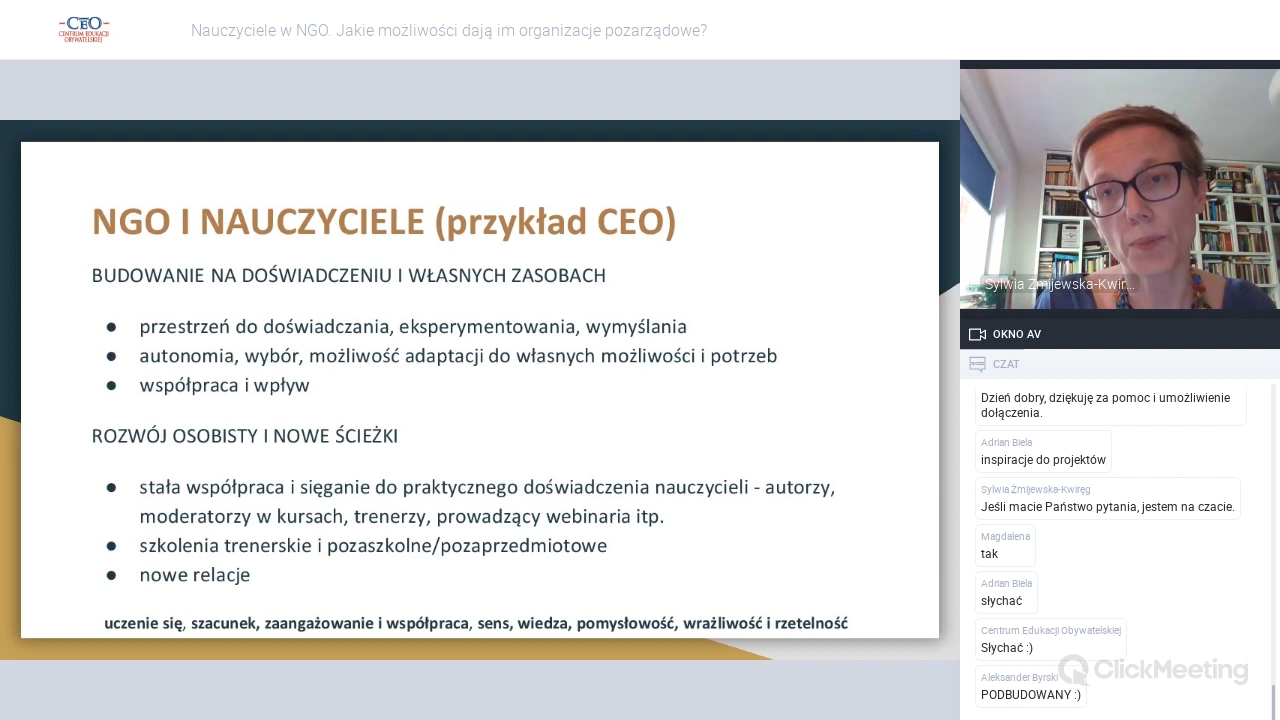 CEO
CENTRUM EDUKACJI
OBYWATELSKIEJ
Nauczyciele w NGO. Jakie możliwości dają im organizacje pozarządowe?
NGO I NAUCZYCIELE (przykład CEO)
BUDOWANIE NA DOŚWIADCZENIU I WŁASNYCH ZASOBACH
● przestrzeń do doświadczania, eksperymentowania, wymyślania
● autonomia, wybór, możliwość adaptacji do własnych możliwości i potrzeb
● współpraca i wpływ
ROZWÓJ OSOBISTY I NOWE ŚCIEŻKI
● stała współpraca i sięganie do praktycznego doświadczenia nauczycieli - autorzy,
moderatorzy w kursach, trenerzy, prowadzący webinaria itp.
● szkolenia trenerskie i pozaszkolne/pozaprzedmiotowe
● nowe relacje
uczenie się, szacunek, zaangażowanie i współpraca, sens, wiedza, pomysłowość, wrażliwość i rzetelność
Sylwia Żmijewska-Kwir...
OKNO AV
CZAT
Dzień dobry, dziękuję za pomoc i umożliwienie
dołączenia.
Adrian Biela
inspiracje do projektów
Sylwia Żmijewska-Kwiręg
Jeśli macie Państwo pytania, jestem na czacie.
Magdalena
tak
Adrian Biela
słychać
Centrum Edukacji Obywatelskiej
Słychać :)
Aleksander Byrski
PODBUDOWANY :)
ClickMeeting